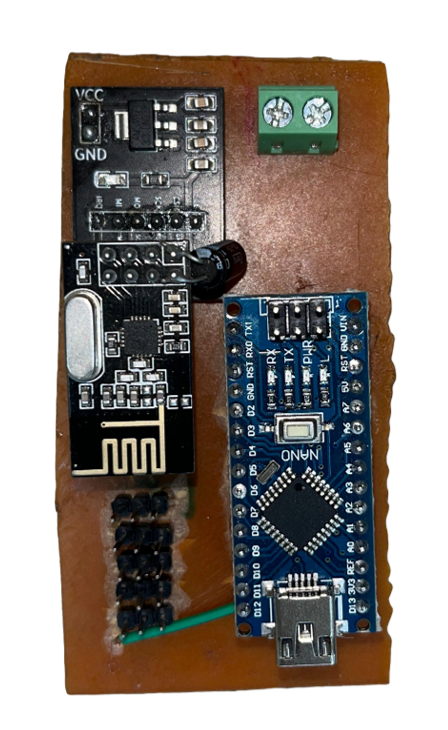 VCC
GND
TX1
RX0
RST
GND
D2
D3
D4
D5
D6
D7
D8
D9
D10
D11
D12
VIN
GND
RST
5V
A7
A6
A5
A4
A3
A2
A1
A0
REF
3V3
D13
RX
TX
PWR
L
NANO